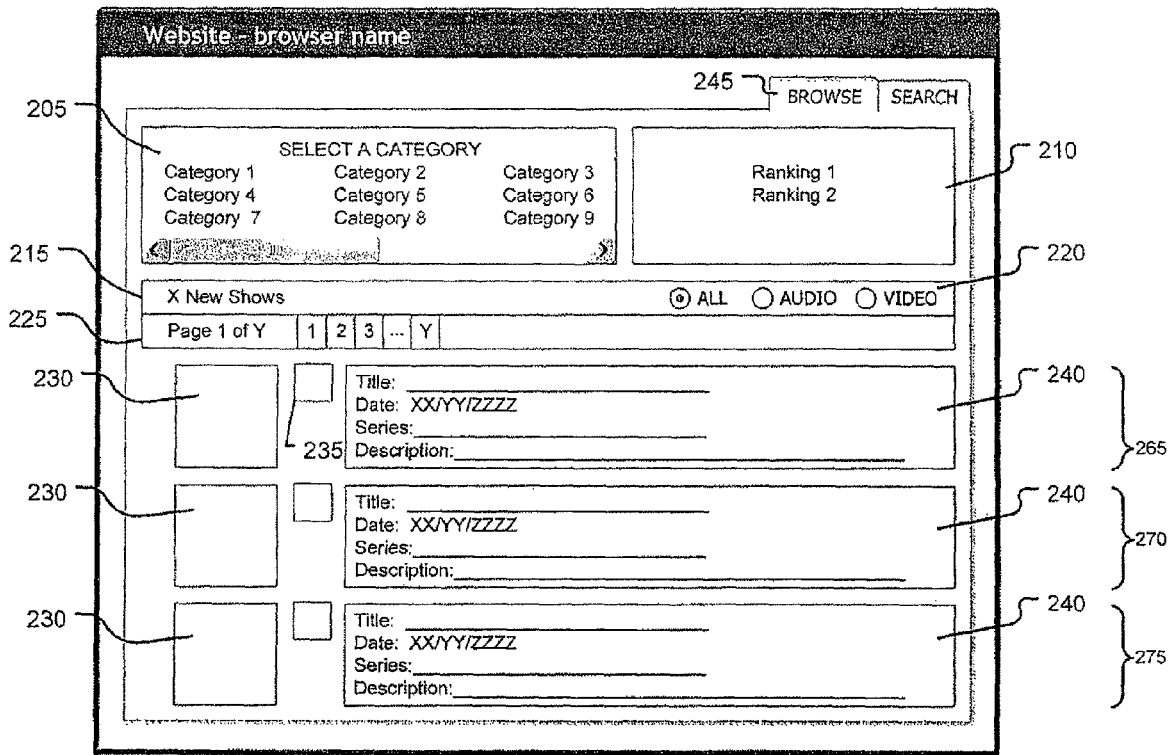 Website - browser name
245 BROWSE SEARCH
205
SELECT A CATEGORY
Category 1 Category 2 Category 3
Category 4 Category 5 Category 6
Category 7 Category 8 Category 9
< >
Ranking 1
Ranking 2
210
215
X New Shows ALL AUDIO VIDEO
220
225
Page 1 of Y 1 2 3 ... Y
230
235
Title:
Date: XX/YY/ZZZZ
Series:
Description:
240
265
230
Title:
Date: XX/YY/ZZZZ
Series:
Description:
240
270
230
Title:
Date: XX/YY/ZZZZ
Series:
Description:
240
275